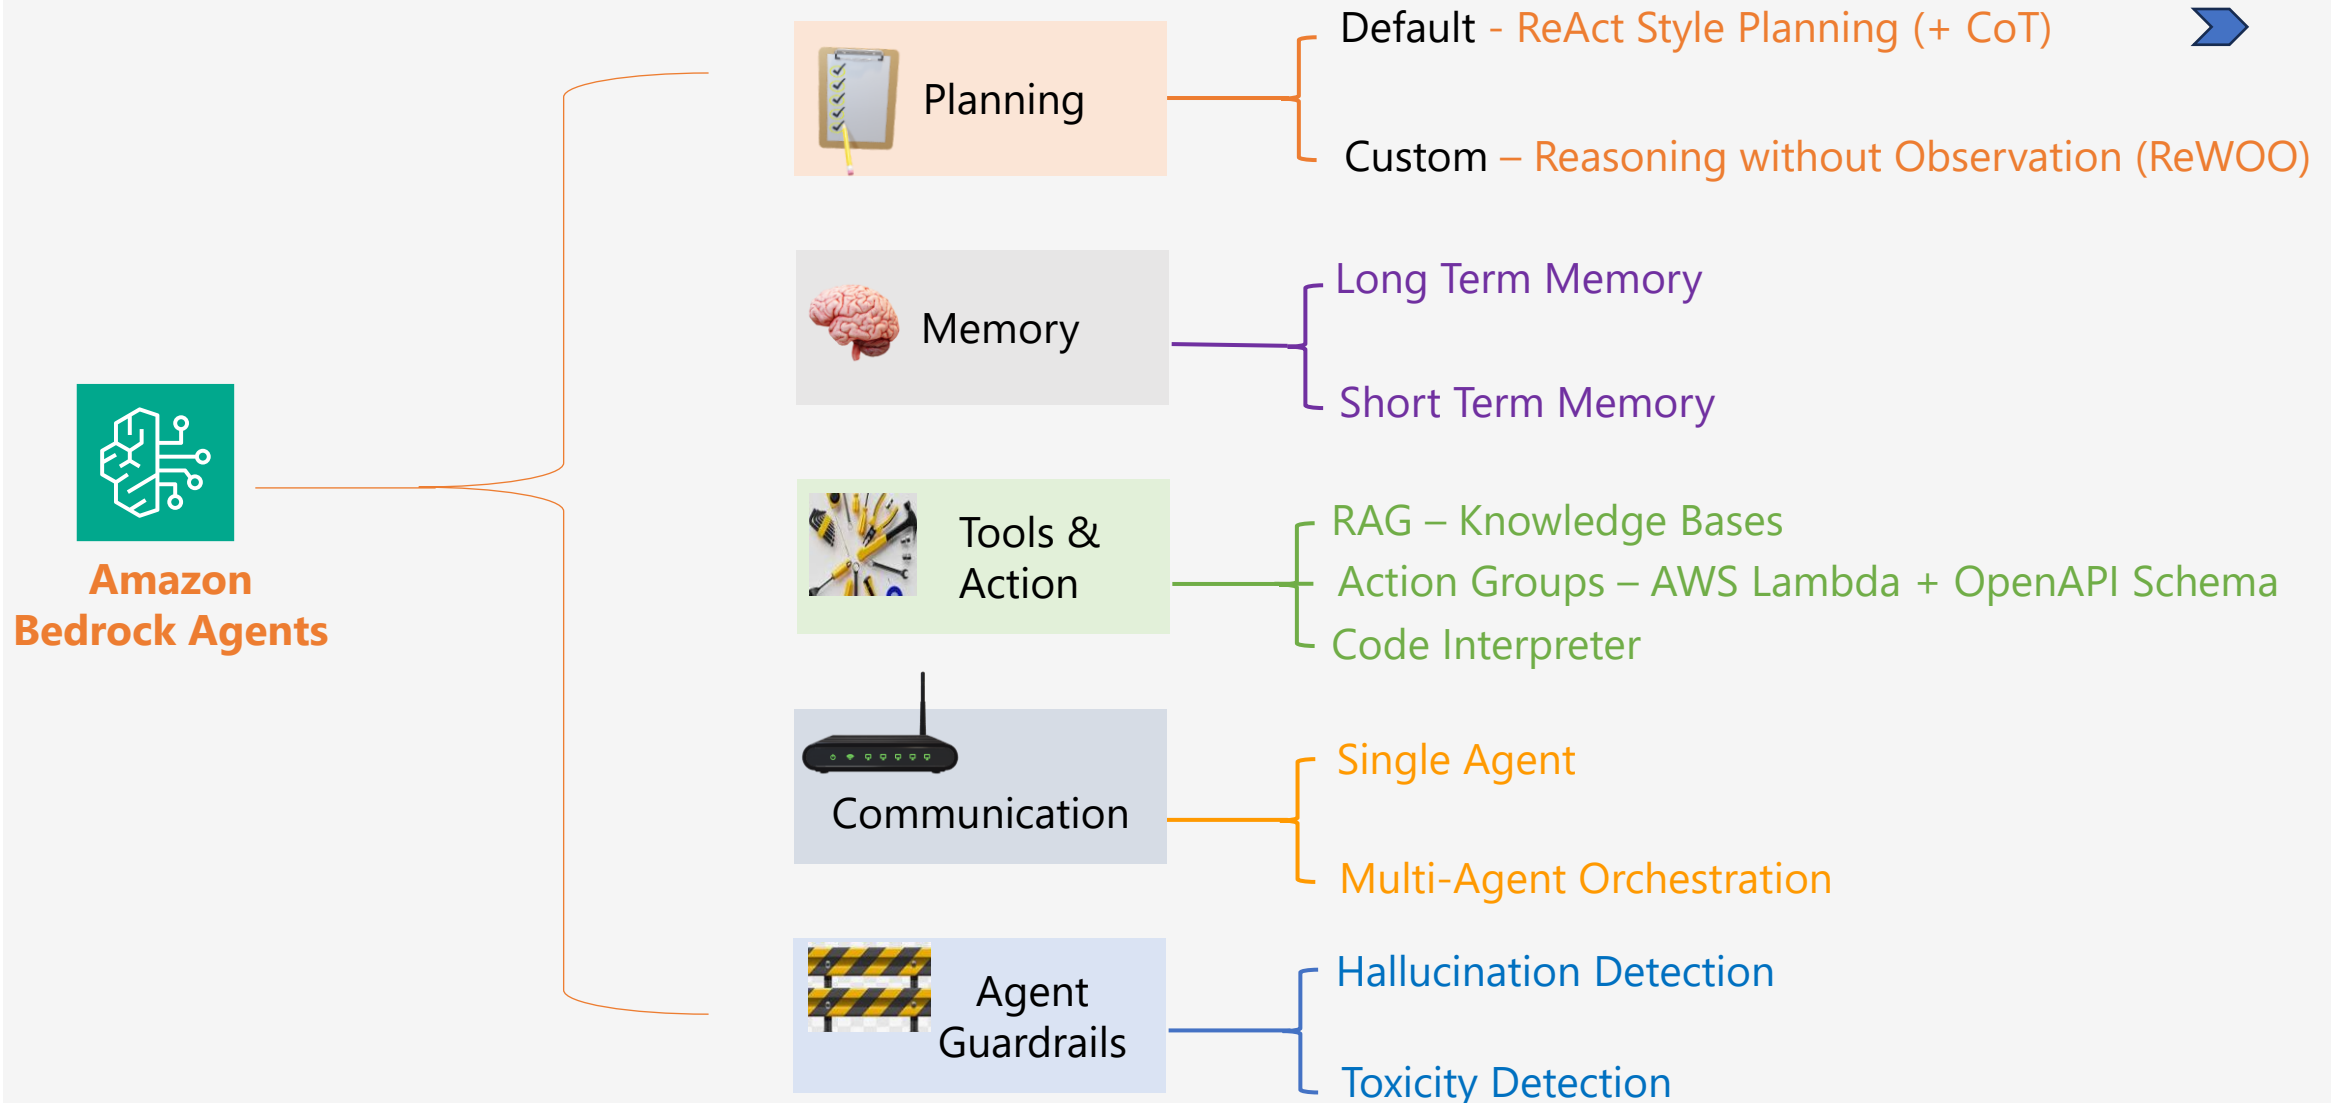 Default - ReAct Style Planning (+ CoT)
Planning
Custom – Reasoning without Observation (ReWOO)
Long Term Memory
Memory
Short Term Memory
Amazon
Bedrock Agents
Tools &
Action
RAG – Knowledge Bases
Action Groups – AWS Lambda + OpenAPI Schema
Code Interpreter
Communication
Single Agent
Multi-Agent Orchestration
Agent
Guardrails
Hallucination Detection
Toxicity Detection